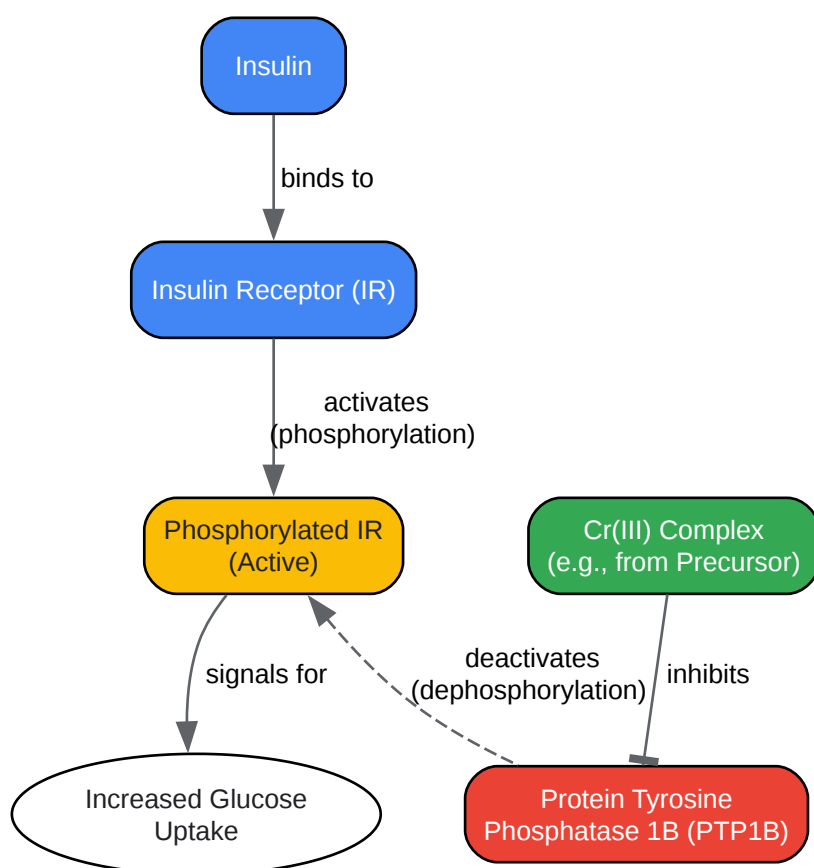 Insulin
binds to
Insulin Receptor (IR)
activates
(phosphorylation)
Phosphorylated IR
(Active)
Cr(III) Complex
(e.g., from Precursor)
signals for
deactivates
(dephosphorylation)
inhibits
Increased Glucose
Uptake
Protein Tyrosine
Phosphatase 1B (PTP1B)